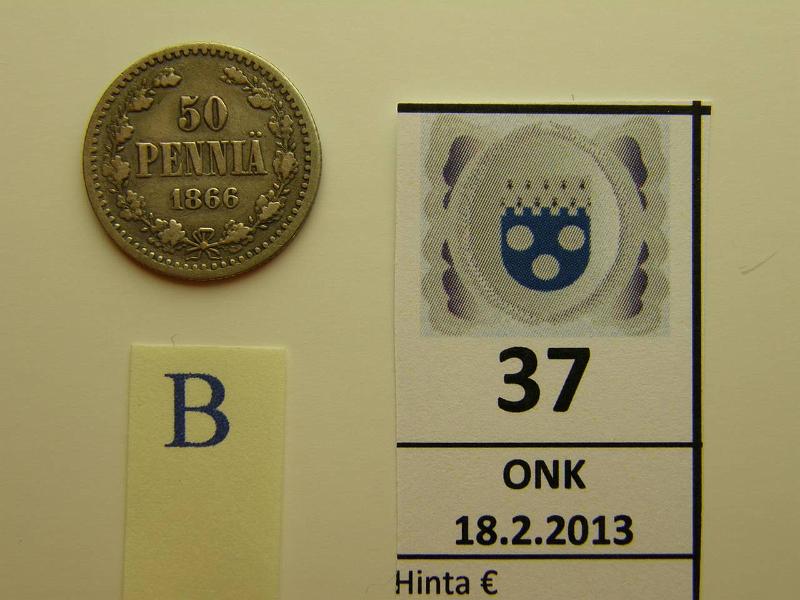 50
PENNIÄ
1866
B
37
ONK
18.2.2013
Hinta €